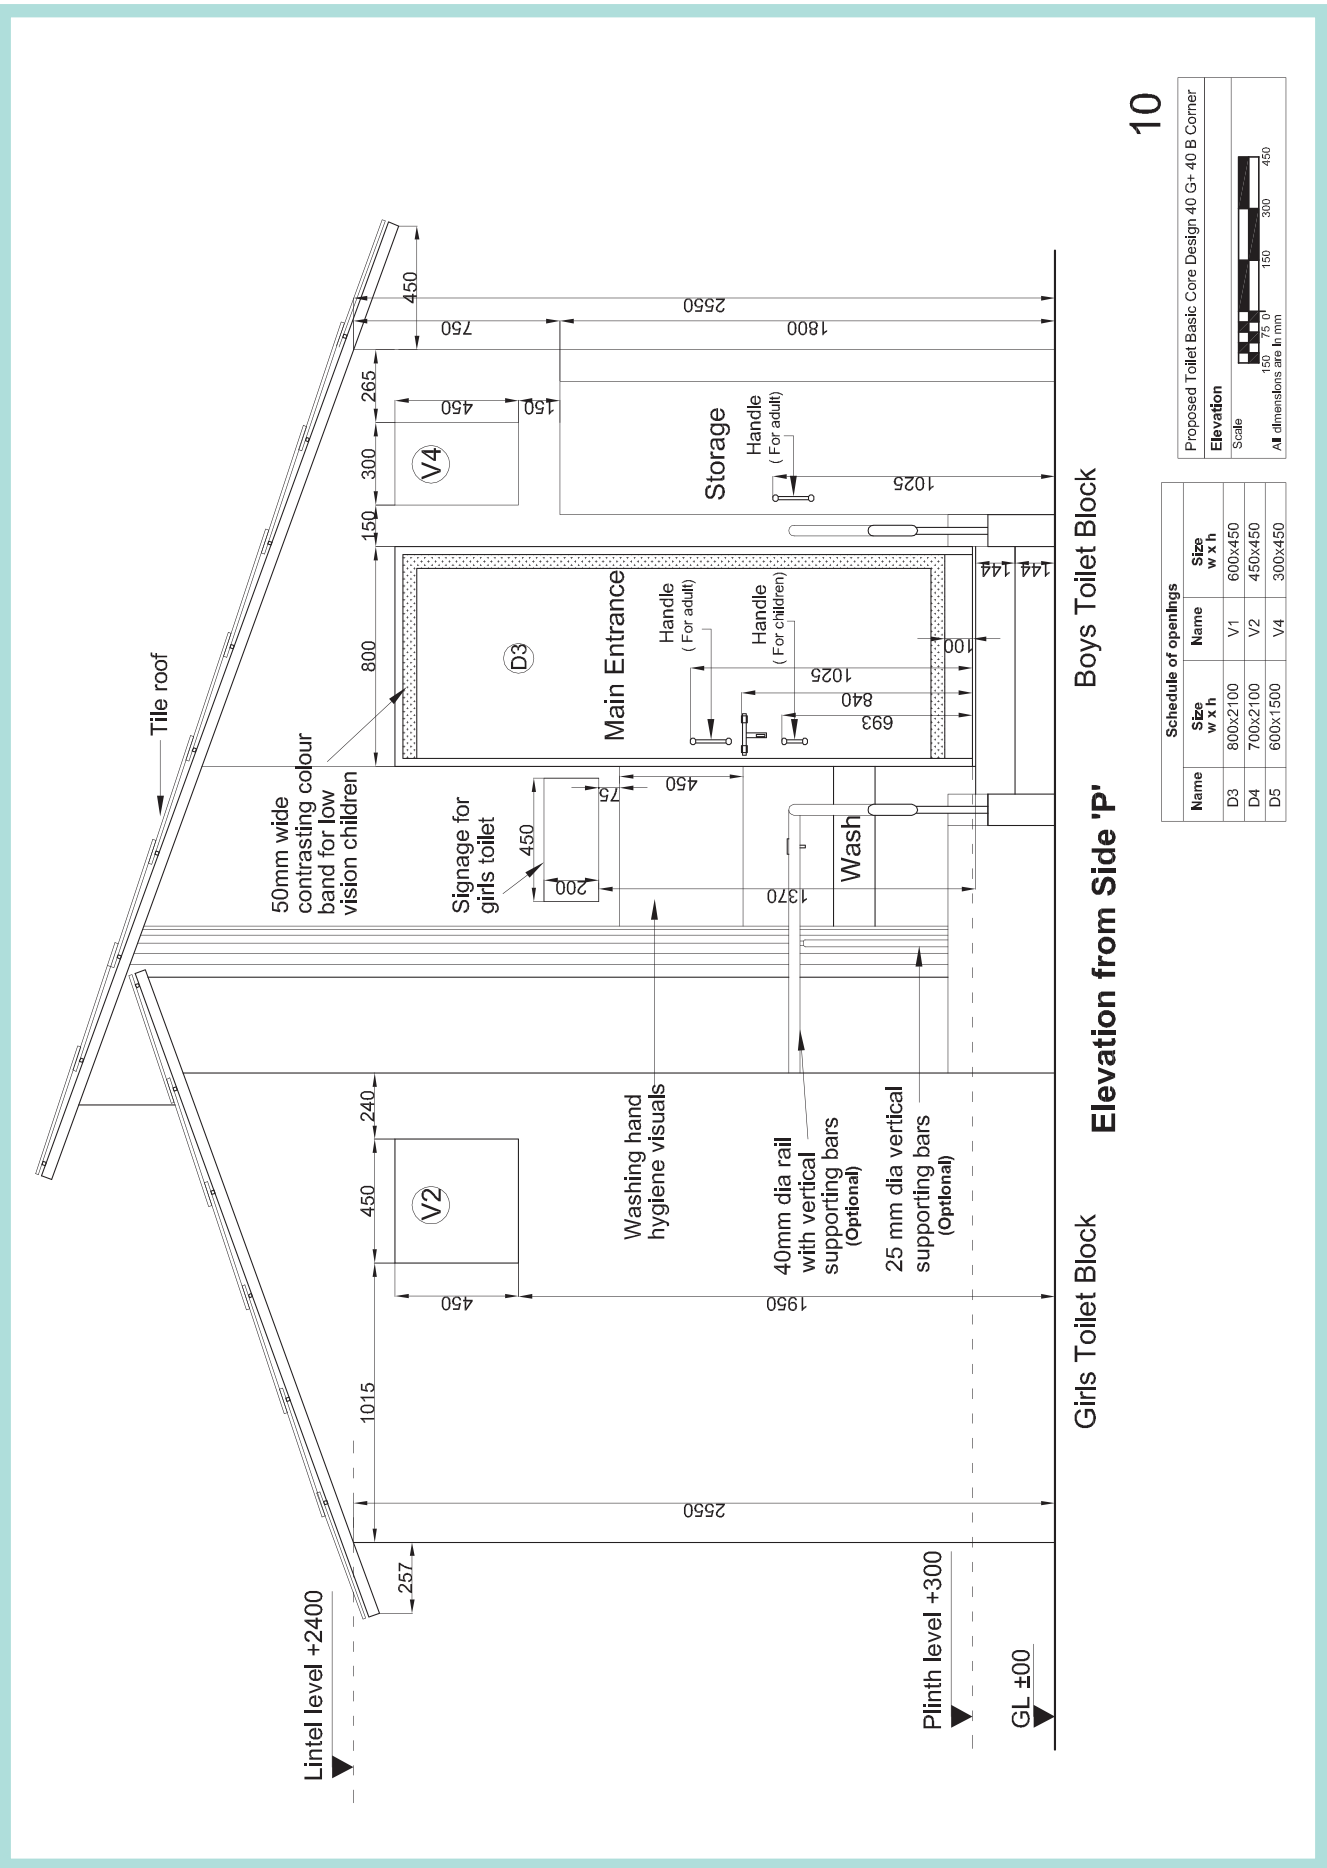 Tile roof
50mm wide
contrasting colour
band for low
vision children
Signage for
girls toilet
Lintel level +2400
Plinth level +300
GL ±00
257
1015
450
240
V2
450
1950
2550
Washing hand
hygiene visuals
40mm dia rail
with vertical
supporting bars
(Optional)
25 mm dia vertical
supporting bars
(Optional)
450
200
75
450
1370
Wash
800
150
300
265
450
D3
Main Entrance
Handle
( For adult)
Handle
( For children)
1025
840
693
100
144
144
V4
450
150
750
1800
2550
Storage
Handle
( For adult)
1025
Girls Toilet Block
Boys Toilet Block
Elevation from Side 'P'
10
Schedule of openings
Name Size w x h Name Size w x h
D3 800x2100 V1 600x450
D4 700x2100 V2 450x450
D5 600x1500 V4 300x450
Proposed Toilet Basic Core Design 40 G+ 40 B Corner
Elevation
Scale
150 75 0 150 300 450
All dimensions are in mm